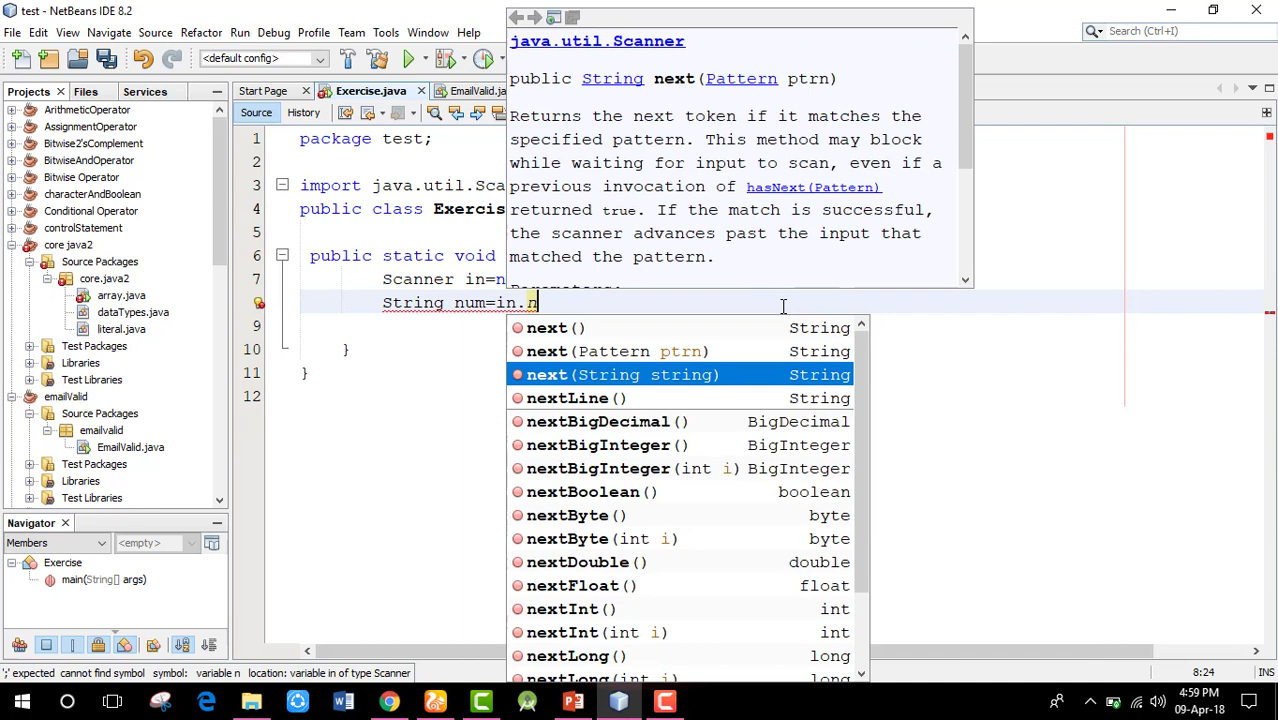 test - NetBeans IDE 8.2
File Edit View Navigate Source Refactor Run Debug Profile Team Tools Window Help
Search (Ctrl+I)
<default config>
Projects Files Services
ArithmeticOperator
AssignmentOperator
Bitwise2'sComplement
BitwiseAndOperator
Bitwise Operator
characterAndBoolean
Conditional Operator
controlStatement
core java2
Source Packages
core.java2
array.java
dataTypes.java
literal.java
Test Packages
Libraries
Test Libraries
emailValid
Source Packages
emailvalid
EmailValid.java
Test Packages
Libraries
Test Libraries
Navigator
Members <empty>
Exercise
main(String[] args)
Start Page Exercise.java EmailValid.ja
Source History
1 package test;
2
3 import java.util.Sca
4 public class Exercis
5
6 public static void
7 Scanner in=n
String num=in.n
9
10 }
11 }
12
java.util.Scanner
public String next(Pattern ptrn)
Returns the next token if it matches the
specified pattern. This method may block
while waiting for input to scan, even if a
previous invocation of hasNext(Pattern)
returned true. If the match is successful,
the scanner advances past the input that
matched the pattern.
Parameters:
next() String
next(Pattern ptrn) String
next(String string) String
nextLine() String
nextBigDecimal() BigDecimal
nextBigInteger() BigInteger
nextBigInteger(int i) BigInteger
nextBoolean() boolean
nextByte() byte
nextByte(int i) byte
nextDouble() double
nextFloat() float
nextInt() int
nextInt(int i) int
nextLong() long
nextLong(int i) long
';' expected cannot find symbol symbol: variable n location: variable in of type Scanner
8:24 INS
4:59 PM
09-Apr-18